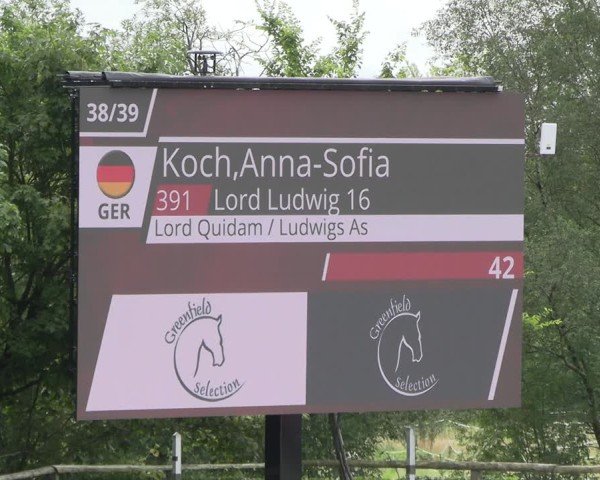 38/39
Koch,Anna-Sofia
GER
391 Lord Ludwig 16
Lord Quidam / Ludwigs As
42
Greenfield
Selection
Greenfield
Selection